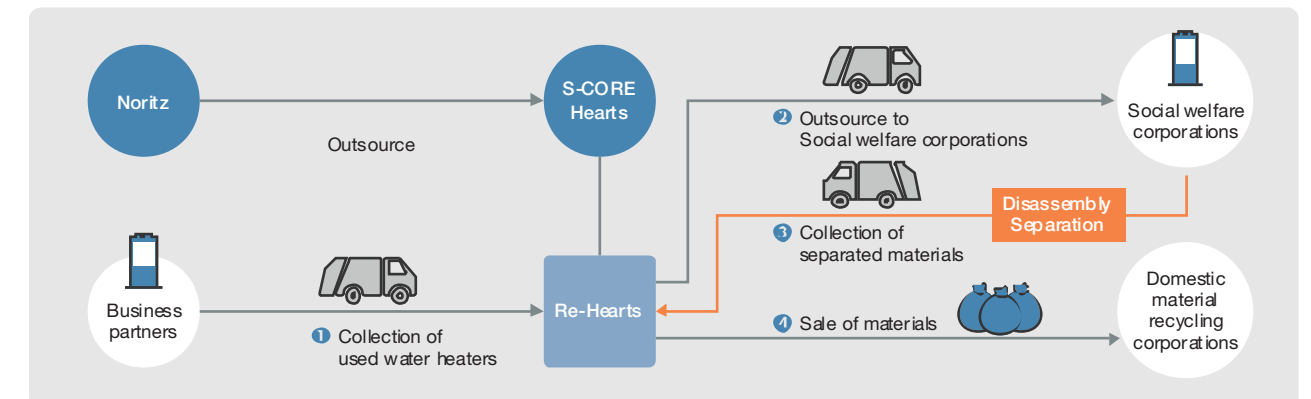 Noritz
Outsource
S-CORE
Hearts
❷ Outsource to
Social welfare corporations
Social welfare
corporations
Disassembly
Separation
❸ Collection of
separated materials
Business
partners
❶ Collection of
used water heaters
Re-Hearts
❹ Sale of materials
Domestic
material
recycling
corporations